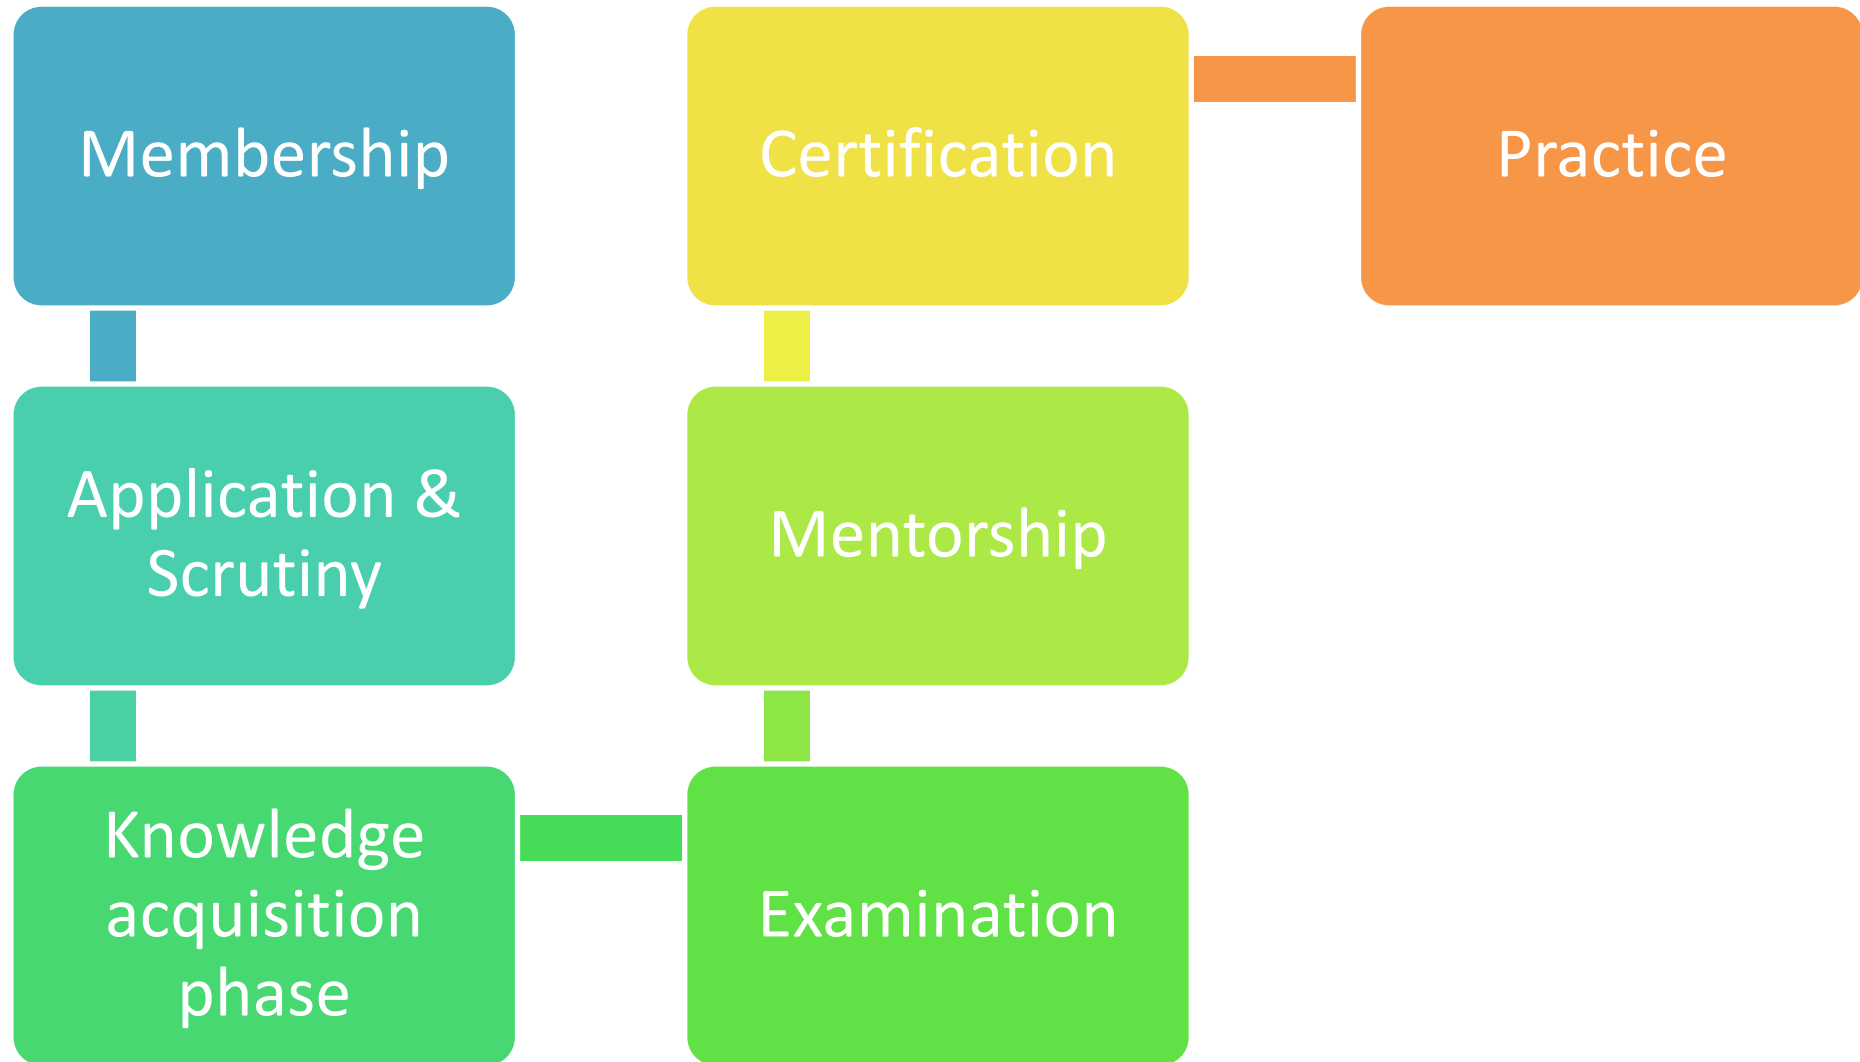 Membership
Application &
Scrutiny
Knowledge
acquisition
phase
Examination
Mentorship
Certification
Practice